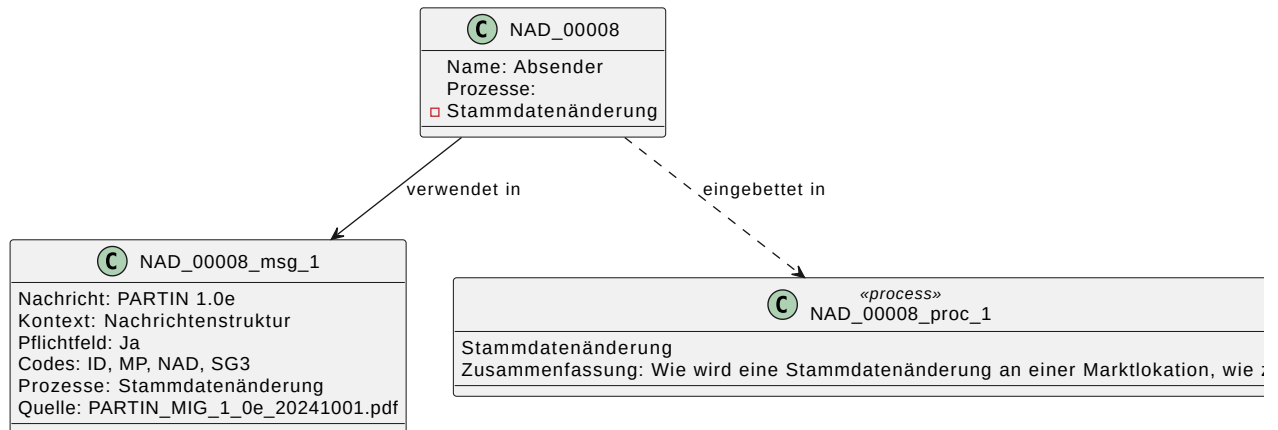 C NAD_00008
Name: Absender
Prozesse:
Stammdatenänderung
verwendet in
eingebettet in
C NAD_00008_msg_1
Nachricht: PARTIN 1.0e
Kontext: Nachrichtenstruktur
Pflichtfeld: Ja
Codes: ID, MP, NAD, SG3
Prozesse: Stammdatenänderung
Quelle: PARTIN_MIG_1_0e_20241001.pdf
C «process»
NAD_00008_proc_1
Stammdatenänderung
Zusammenfassung: Wie wird eine Stammdatenänderung an einer Marktlokation, wie